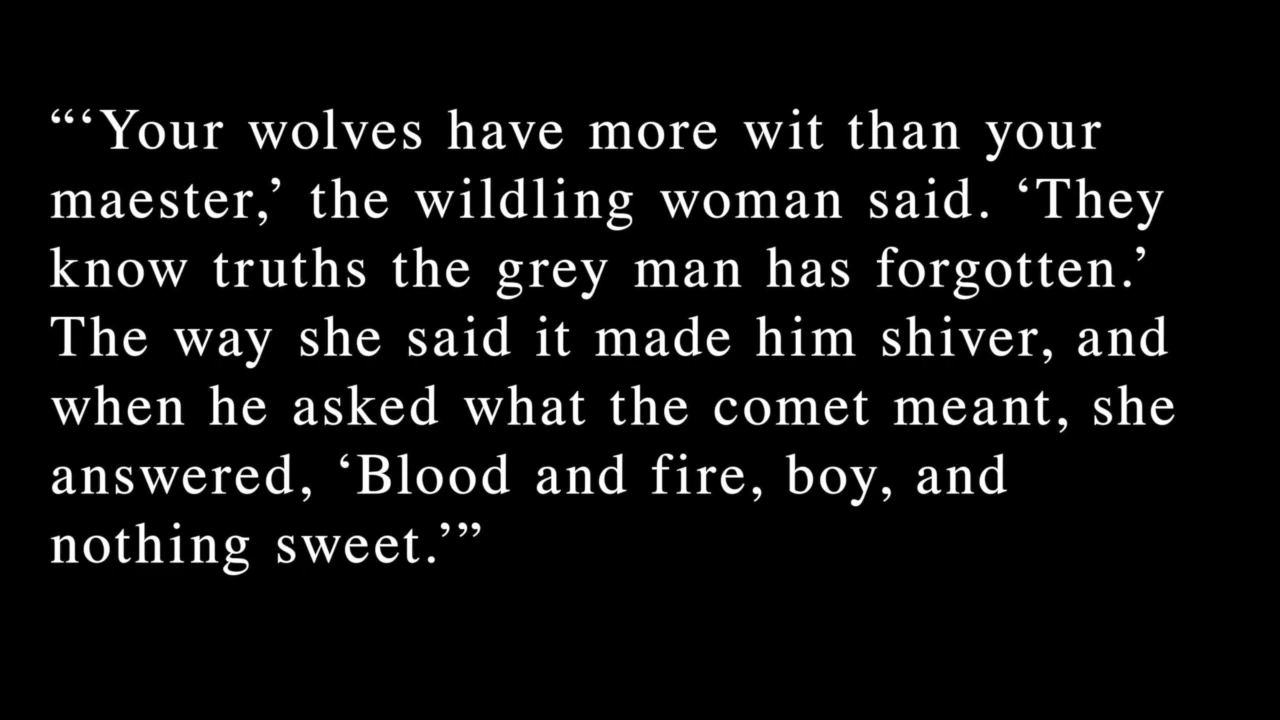 “‘Your wolves have more wit than your
maester,’ the wildling woman said. ‘They
know truths the grey man has forgotten.’
The way she said it made him shiver, and
when he asked what the comet meant, she
answered, ‘Blood and fire, boy, and
nothing sweet.’”